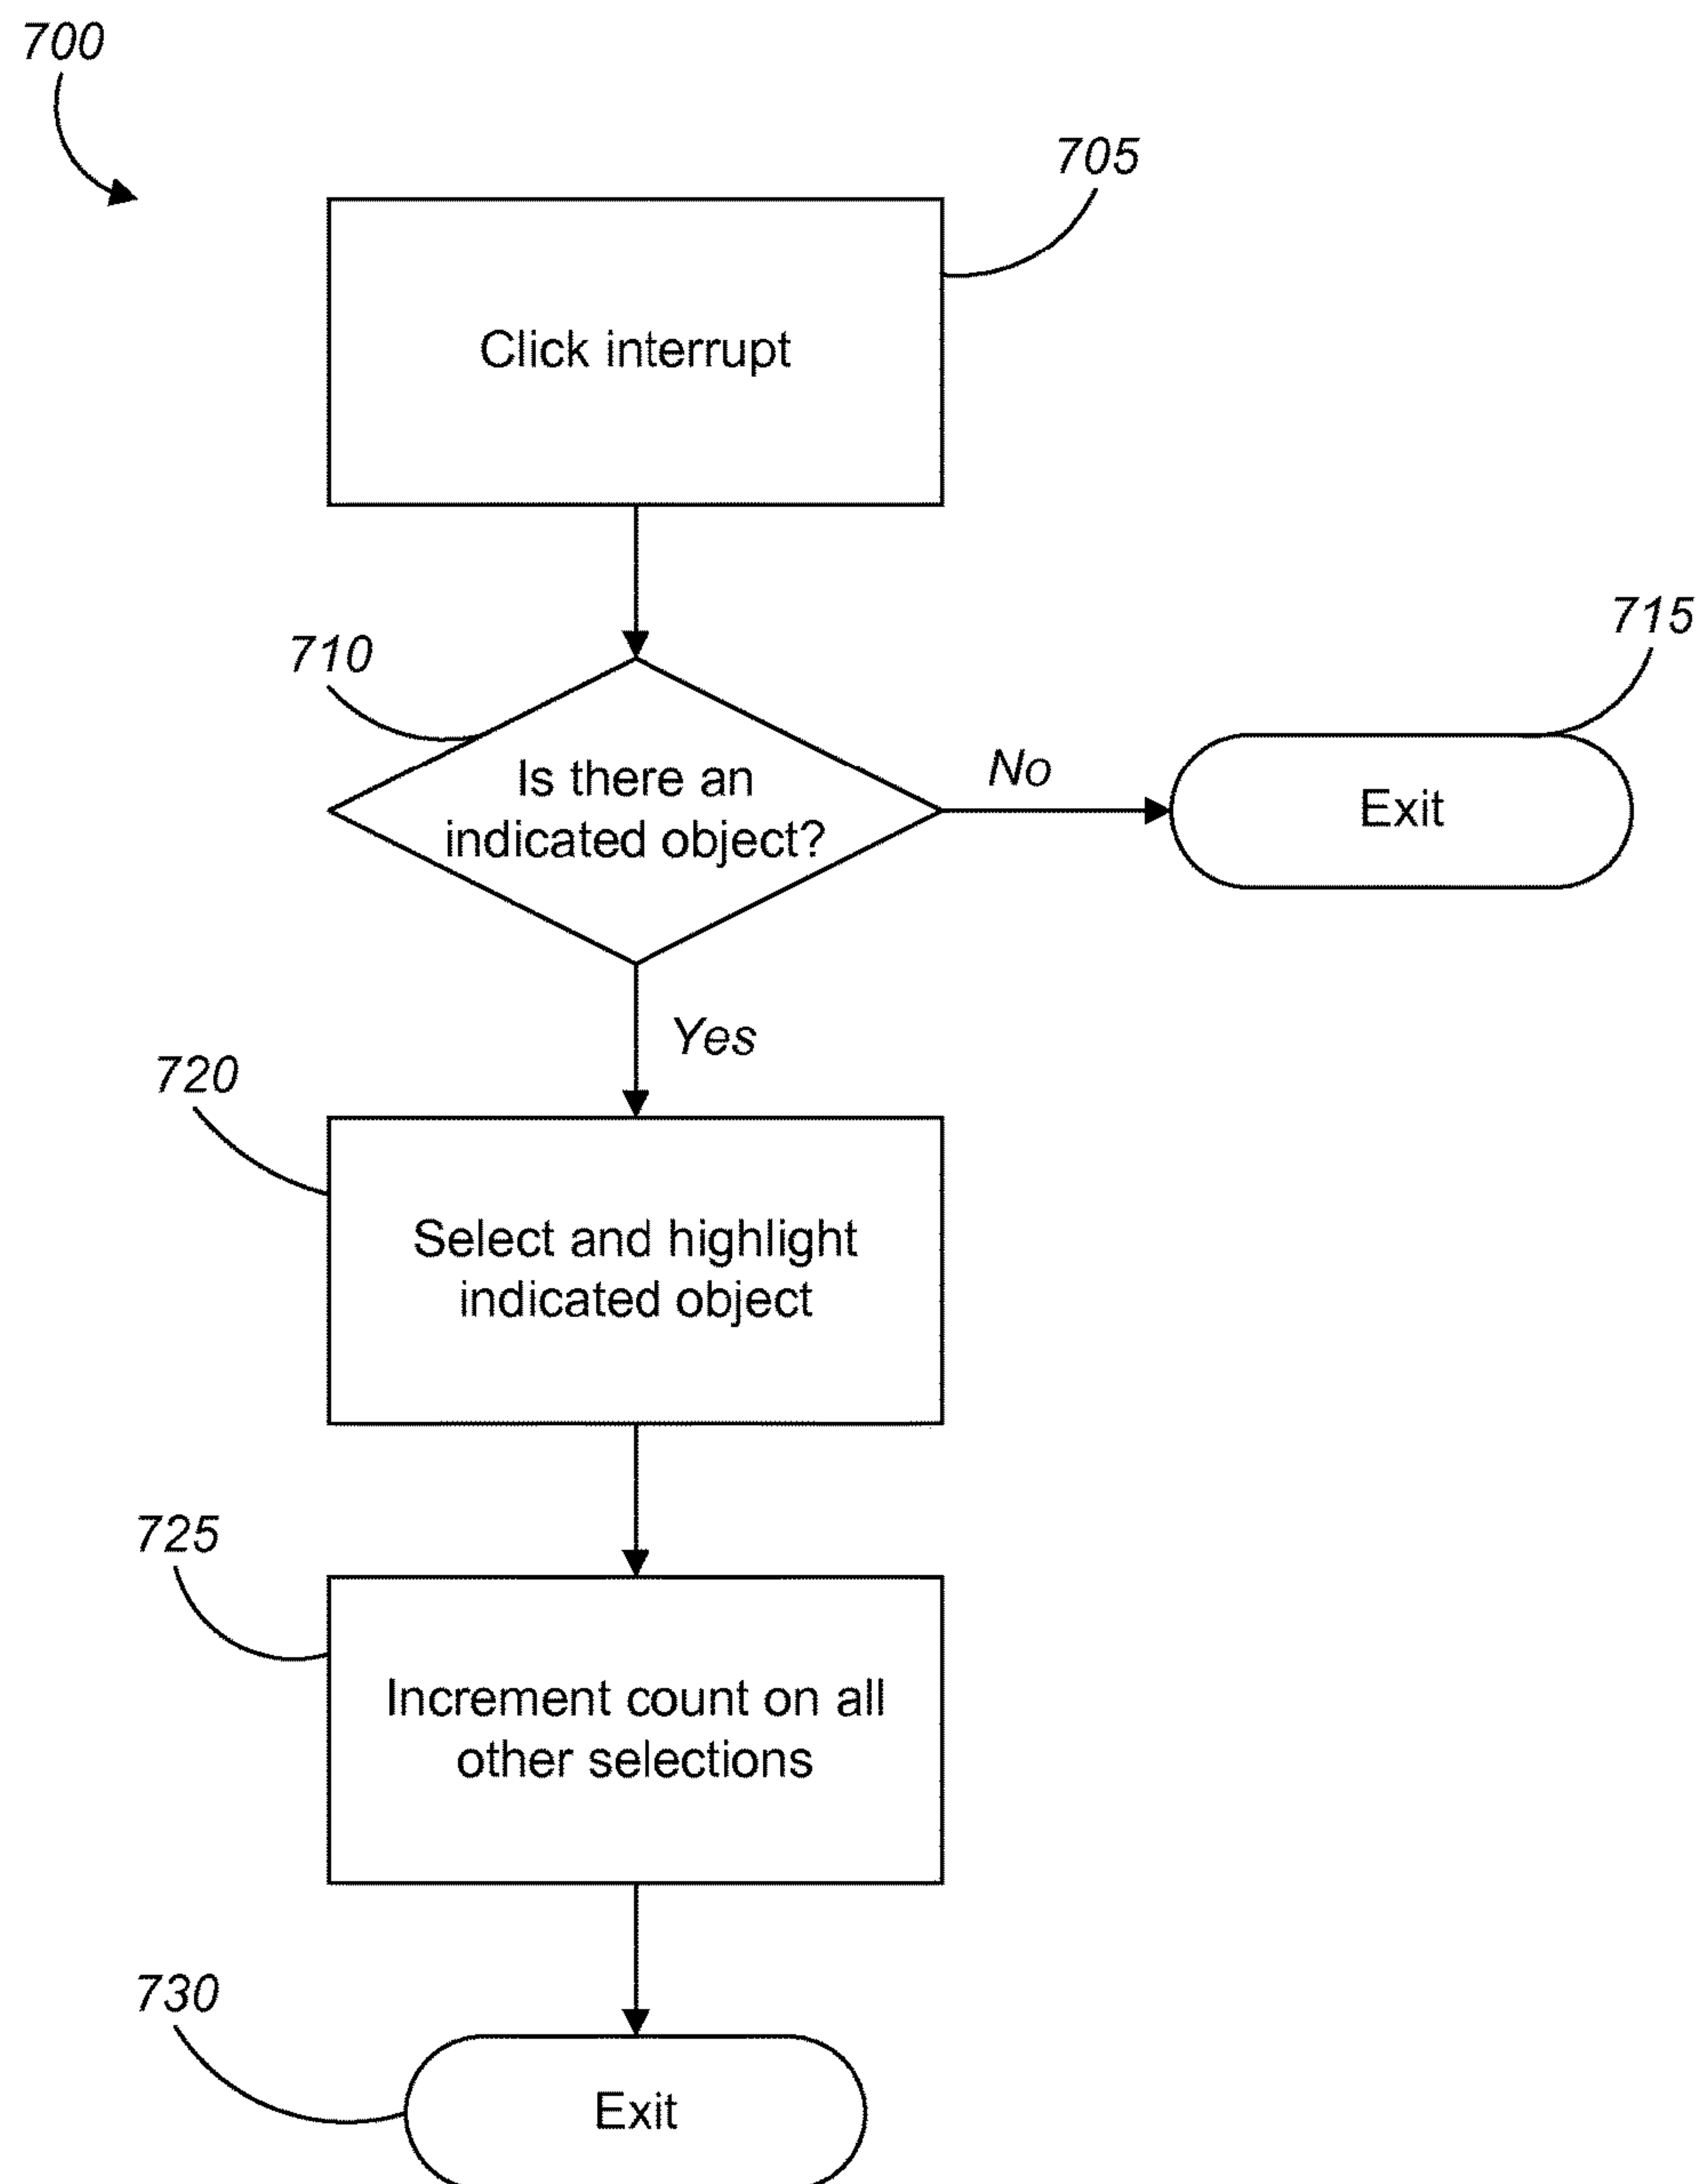 700
705
Click interrupt
710
715
Is there an
indicated object?
No
Exit
Yes
720
Select and highlight
indicated object
725
Increment count on all
other selections
730
Exit